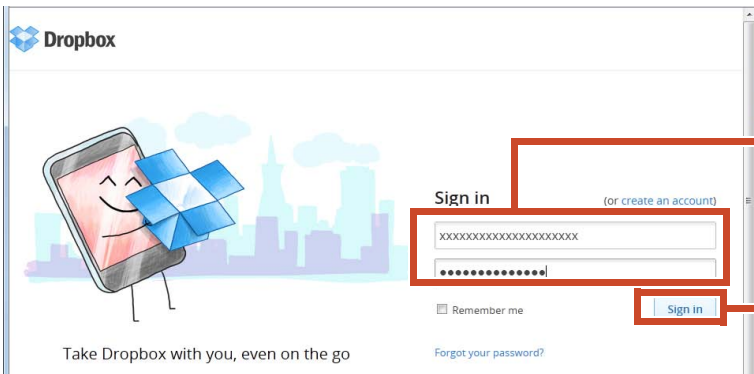 Dropbox
Sign in (or create an account)
xxxxxxxxxxxxxxxxxxxxx
●●●●●●●●●●●●●●
Remember me Sign in
Take Dropbox with you, even on the go
Forgot your password?